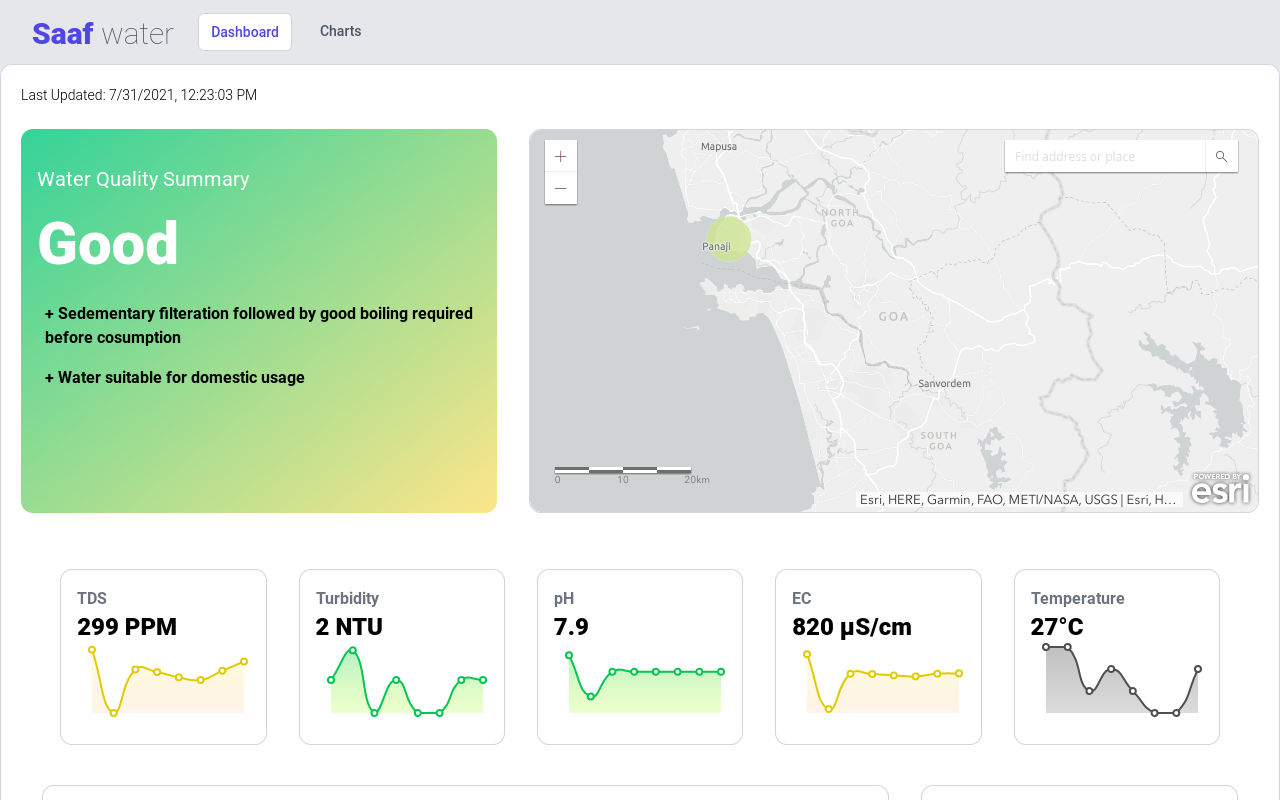 Saaf water
Dashboard
Charts
Last Updated: 7/31/2021, 12:23:03 PM
Water Quality Summary
Good
+ Sedementary filteration followed by good boiling required
before cosumption
+ Water suitable for domestic usage
Mapusa
Find address or place
NORTH
GOA
Panaji
GOA
Sanvordem
SOUTH
GOA
0 10 20km
POWERED BY
esri
Esri, HERE, Garmin, FAO, METI/NASA, USGS | Esri, H...
TDS
299 PPM
Turbidity
2 NTU
pH
7.9
EC
820 µS/cm
Temperature
27°C